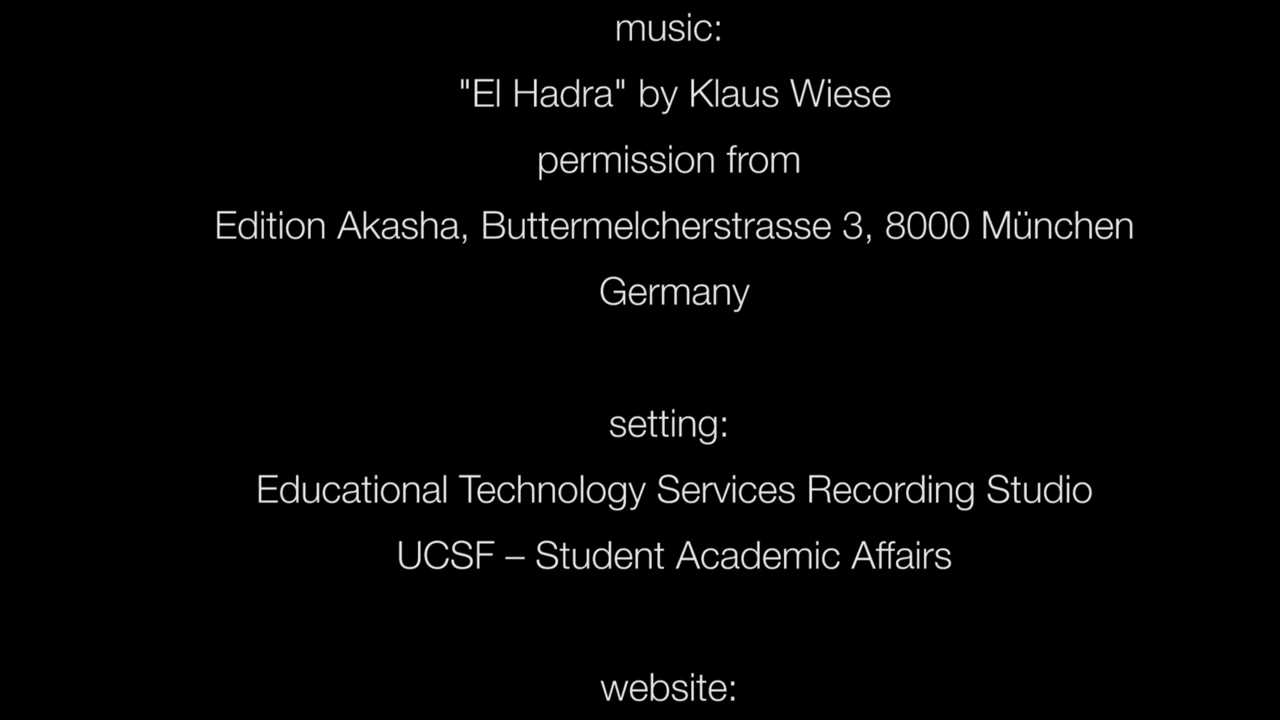 music:
"El Hadra" by Klaus Wiese
permission from
Edition Akasha, Buttermelcherstrasse 3, 8000 München
Germany
setting:
Educational Technology Services Recording Studio
UCSF – Student Academic Affairs
website: